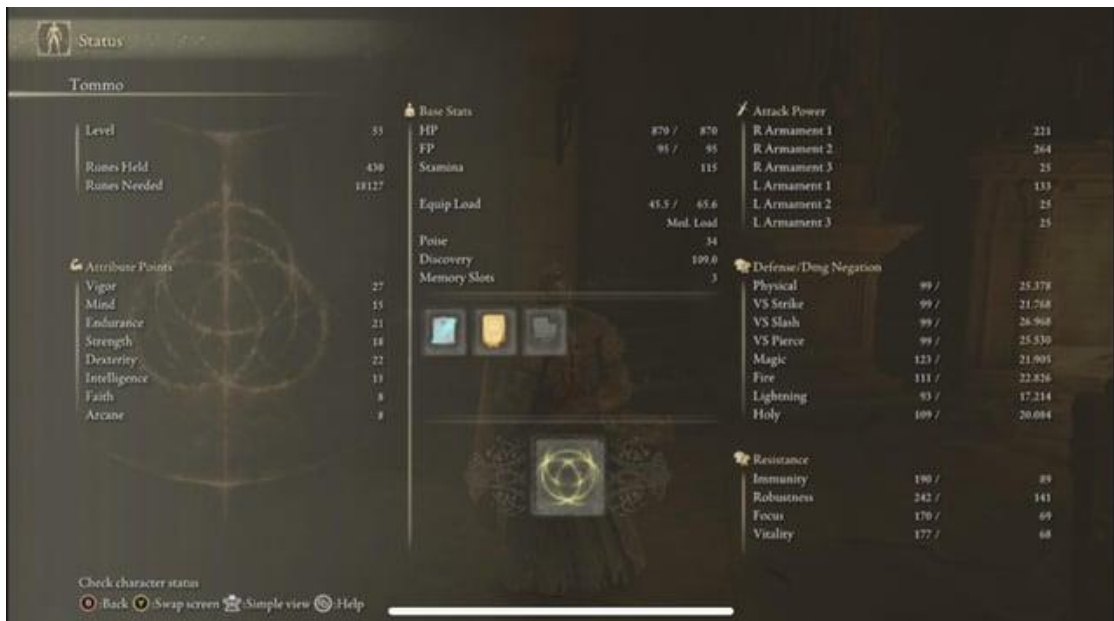 Status
Tommo
Level 53
Runes Held 430
Runes Needed 18127
Attribute Points
Vigor 27
Mind 15
Endurance 21
Strength 18
Dexterity 22
Intelligence 13
Faith 8
Arcane 8
Base Stats
HP 870 / 870
FP 95 / 95
Stamina 115
Equip Load 45.5 / 65.6
Med. Load
Poise 34
Discovery 109.0
Memory Slots 3
Attack Power
R Armament 1 221
R Armament 2 264
R Armament 3 25
L Armament 1 133
L Armament 2 25
L Armament 3 25
Defense/Dmg Negation
Physical 99 / 25.378
VS Strike 99 / 21.768
VS Slash 99 / 26.968
VS Pierce 99 / 25.530
Magic 123 / 21.905
Fire 111 / 22.826
Lightning 93 / 17.214
Holy 109 / 20.084
Resistance
Immunity 190 / 89
Robustness 242 / 141
Focus 170 / 69
Vitality 177 / 68
Check character status
B :Back Y :Swap screen :Simple view :Help